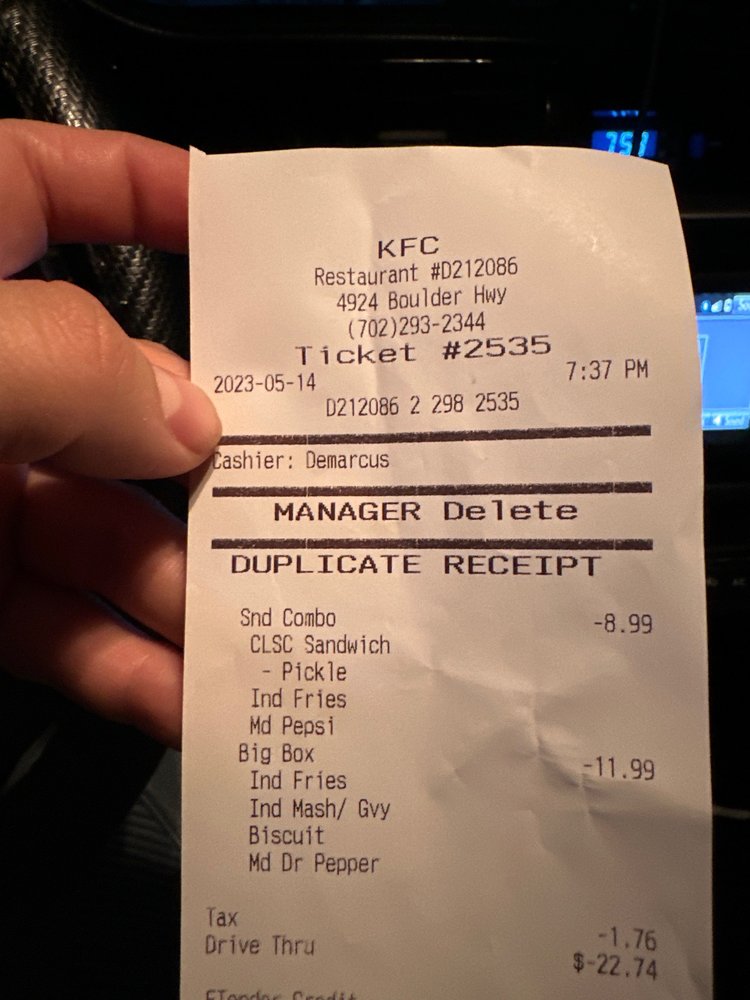 751
KFC
Restaurant #D212086
4924 Boulder Hwy
(702)293-2344
Ticket #2535
2023-05-14 7:37 PM
D212086 2 298 2535
Cashier: Demarcus
MANAGER Delete
DUPLICATE RECEIPT
Snd Combo -8.99
CLSC Sandwich
- Pickle
Ind Fries
Md Pepsi
Big Box -11.99
Ind Fries
Ind Mash/ Gvy
Biscuit
Md Dr Pepper
Tax -1.76
Drive Thru $-22.74